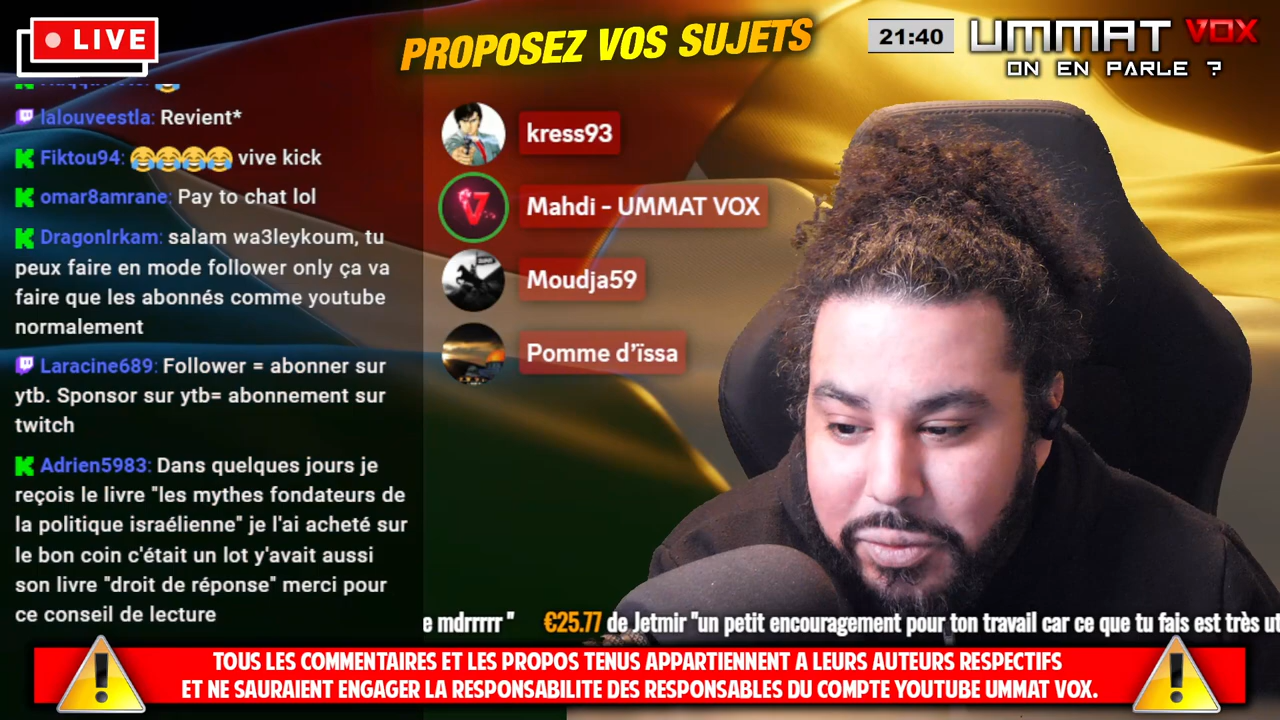 LIVE
PROPOSEZ VOS SUJETS
21:40
UMMAT VOX
ON EN PARLE ?
lalouveestla: Revient*
Fiktou94: 😂😂😂😂 vive kick
omar8amrane: Pay to chat lol
DragonIrkam: salam wa3leykoum, tu
peux faire en mode follower only ça va
faire que les abonnés comme youtube
normalement
Laracine689: Follower = abonner sur
ytb. Sponsor sur ytb= abonnement sur
twitch
Adrien5983: Dans quelques jours je
reçois le livre "les mythes fondateurs de
la politique israélienne" je l'ai acheté sur
le bon coin c'était un lot y'avait aussi
son livre "droit de réponse" merci pour
ce conseil de lecture
kress93
Mahdi - UMMAT VOX
Moudja59
Pomme d'ïssa
e mdrrrrr " €25.77 de Jetmir "un petit encouragement pour ton travail car ce que tu fais est très ut
TOUS LES COMMENTAIRES ET LES PROPOS TENUS APPARTIENNENT A LEURS AUTEURS RESPECTIFS
ET NE SAURAIENT ENGAGER LA RESPONSABILITE DES RESPONSABLES DU COMPTE YOUTUBE UMMAT VOX.